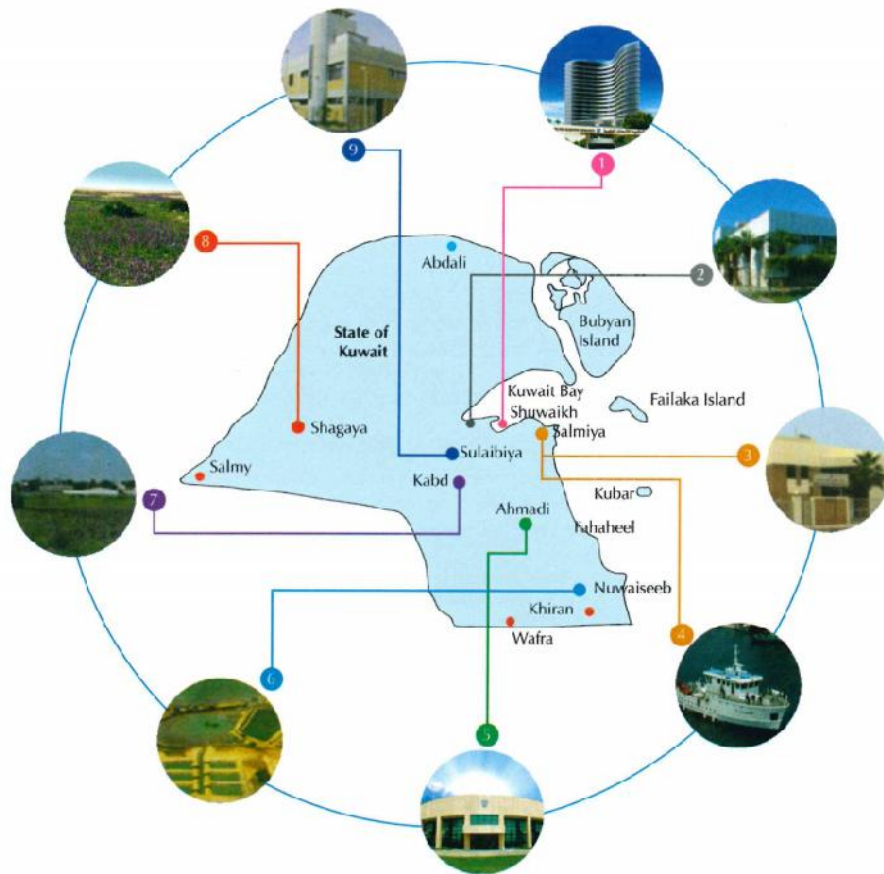 9
1
8
2
Abdali
Bubyan
Island
State of
Kuwait
Kuwait Bay
Failaka Island
Shuwaikh
Shagaya
Salmiya
Sulaibiya
3
Salmy
Kabd
Kubar
7
Ahmadi
Fahaheel
Nuwaiseeb
Khiran
4
Wafra
6
5